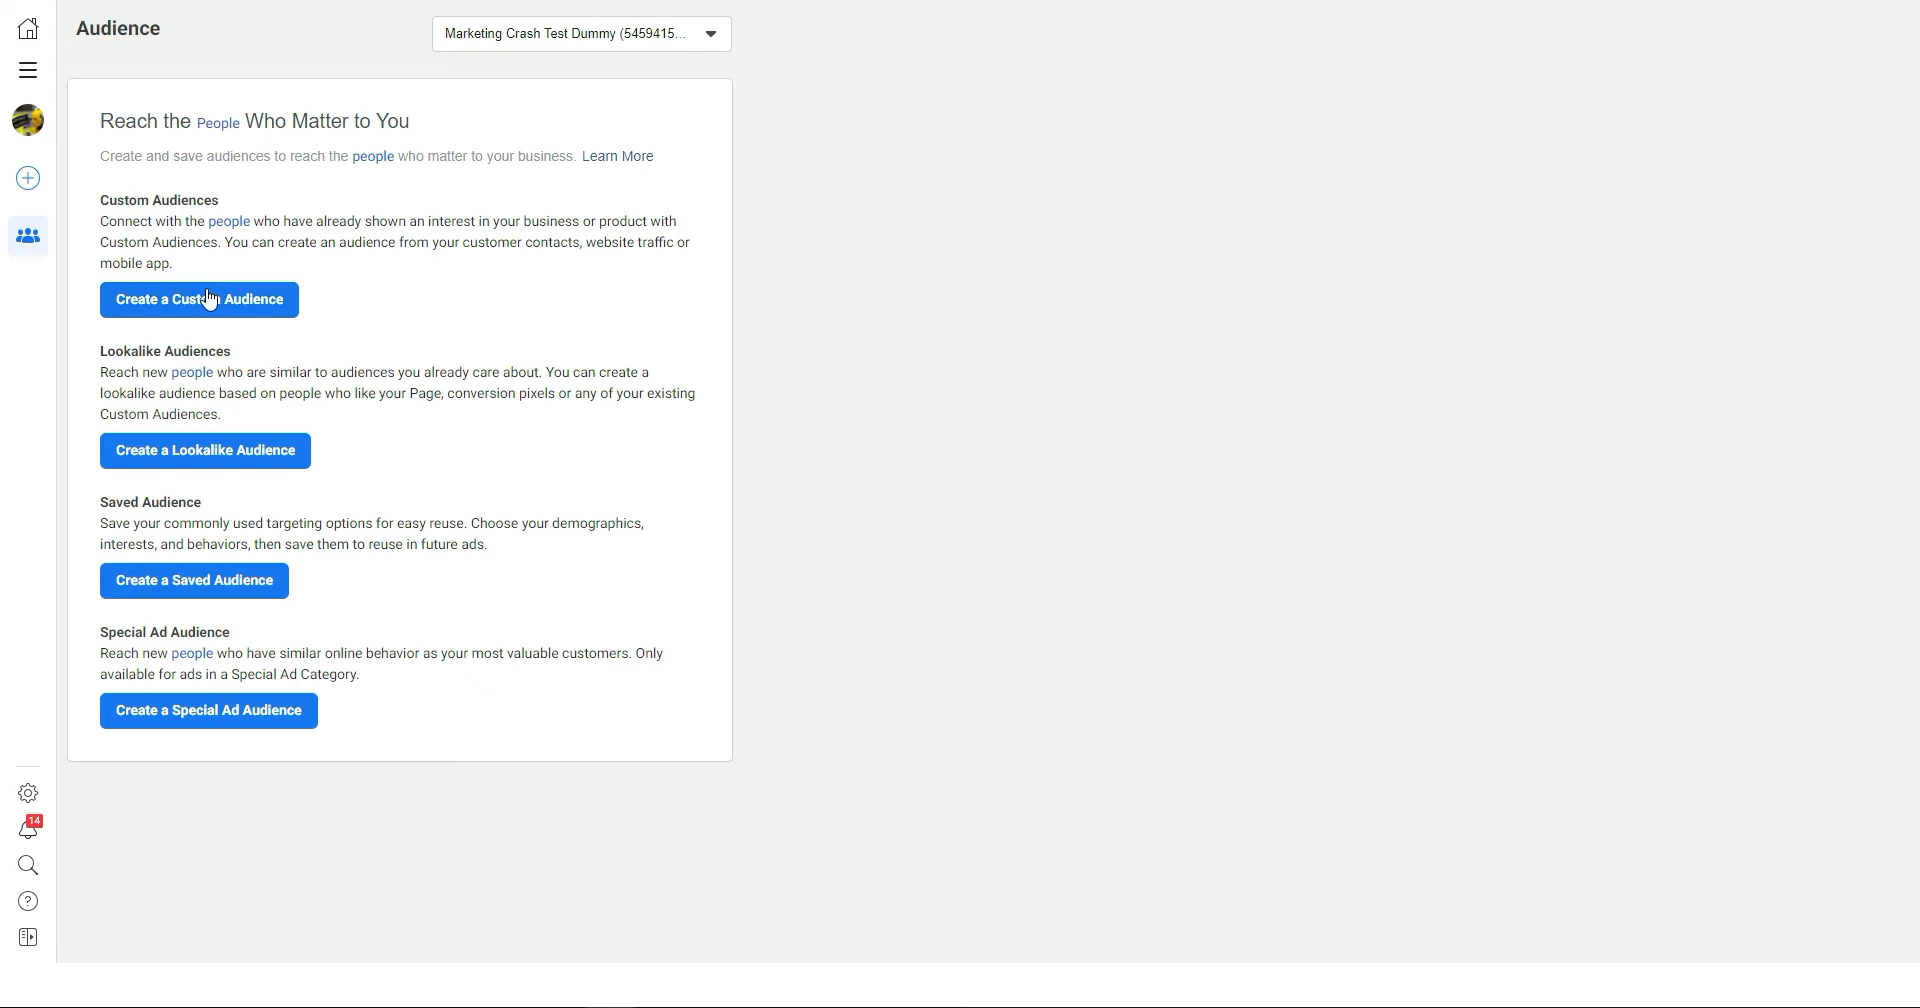 Audience
Marketing Crash Test Dummy (5459415...
Reach the People Who Matter to You
Create and save audiences to reach the people who matter to your business. Learn More
Custom Audiences
Connect with the people who have already shown an interest in your business or product with
Custom Audiences. You can create an audience from your customer contacts, website traffic or
mobile app.
Create a Custom Audience
Lookalike Audiences
Reach new people who are similar to audiences you already care about. You can create a
lookalike audience based on people who like your Page, conversion pixels or any of your existing
Custom Audiences.
Create a Lookalike Audience
Saved Audience
Save your commonly used targeting options for easy reuse. Choose your demographics,
interests, and behaviors, then save them to reuse in future ads.
Create a Saved Audience
Special Ad Audience
Reach new people who have similar online behavior as your most valuable customers. Only
available for ads in a Special Ad Category.
Create a Special Ad Audience
14